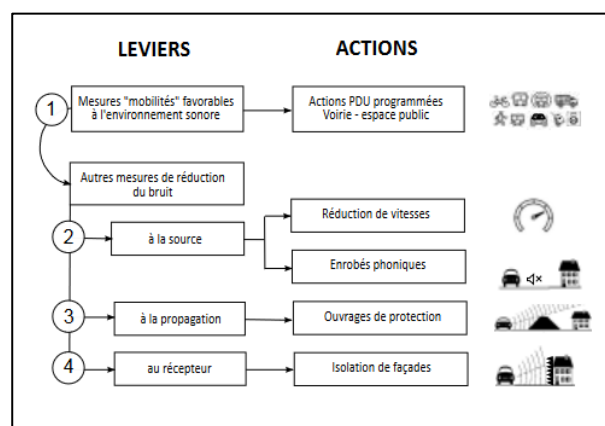 LEVIERS
ACTIONS
1
Mesures "mobilités" favorables
à l'environnement sonore
Actions PDU programmées
Voirie - espace public
Autres mesures de réduction
du bruit
2
à la source
Réduction de vitesses
Enrobés phoniques
3
à la propagation
Ouvrages de protection
4
au récepteur
Isolation de façades